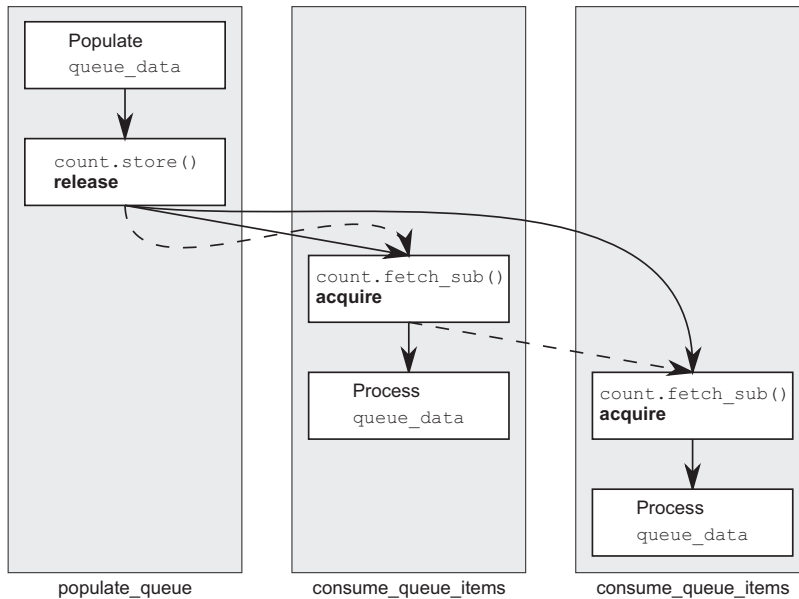 Populate
queue_data
count.store()
release
count.fetch_sub()
acquire
Process
queue_data
count.fetch_sub()
acquire
Process
queue_data
populate_queue
consume_queue_items
consume_queue_items